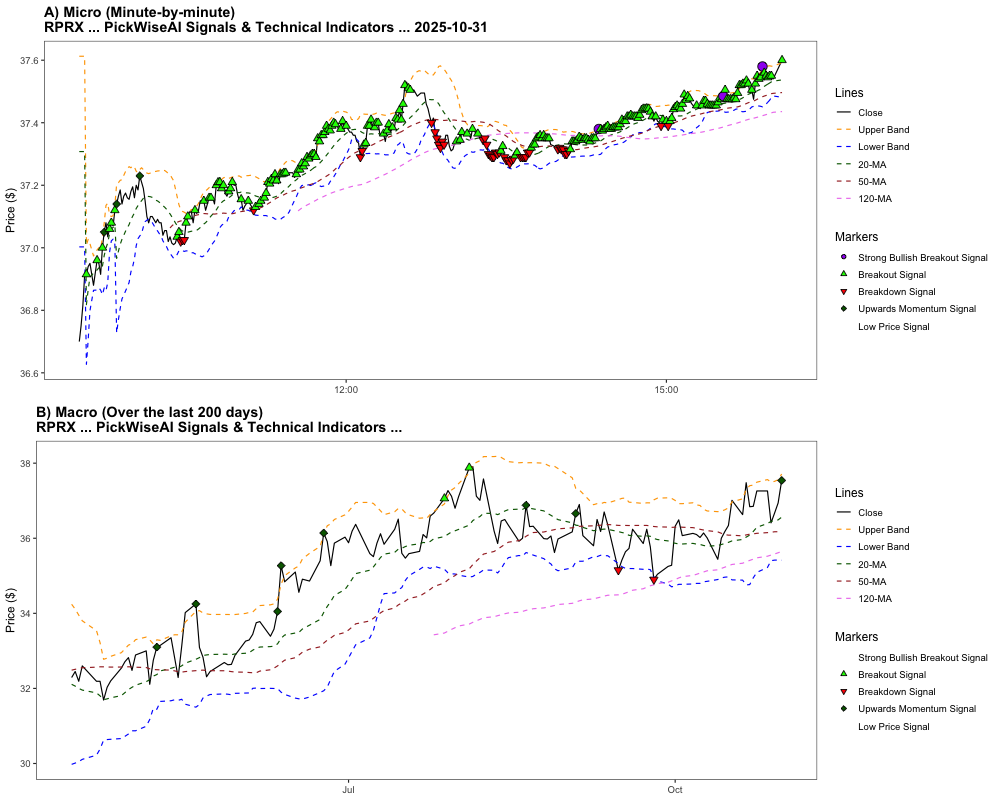 A) Micro (Minute-by-minute)
RPRX ... PickWiseAI Signals & Technical Indicators ... 2025-10-31
Price ($)
37.6
37.4
37.2
37.0
36.8
36.6
12:00
15:00
Lines
Close
Upper Band
Lower Band
20-MA
50-MA
120-MA
Markers
Strong Bullish Breakout Signal
Breakout Signal
Breakdown Signal
Upwards Momentum Signal
Low Price Signal
B) Macro (Over the last 200 days)
RPRX ... PickWiseAI Signals & Technical Indicators ...
Price ($)
38
36
34
32
30
Jul
Oct
Lines
Close
Upper Band
Lower Band
20-MA
50-MA
120-MA
Markers
Strong Bullish Breakout Signal
Breakout Signal
Breakdown Signal
Upwards Momentum Signal
Low Price Signal